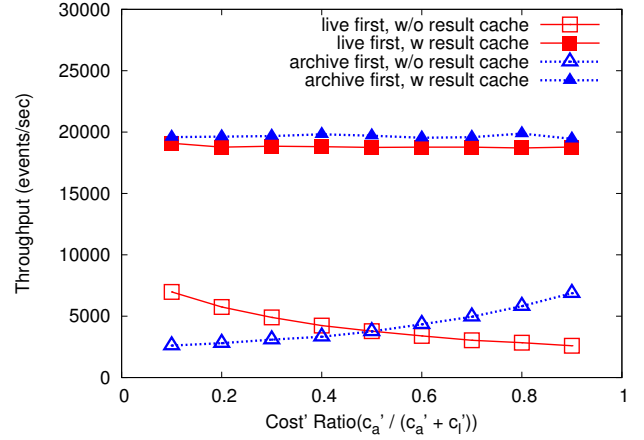 live first, w/o result cache
live first, w result cache
archive first, w/o result cache
archive first, w result cache
30000
25000
20000
15000
10000
5000
0
Throughput (events/sec)
0 0.2 0.4 0.6 0.8 1
Cost' Ratio(c_a' / (c_a' + c_l'))